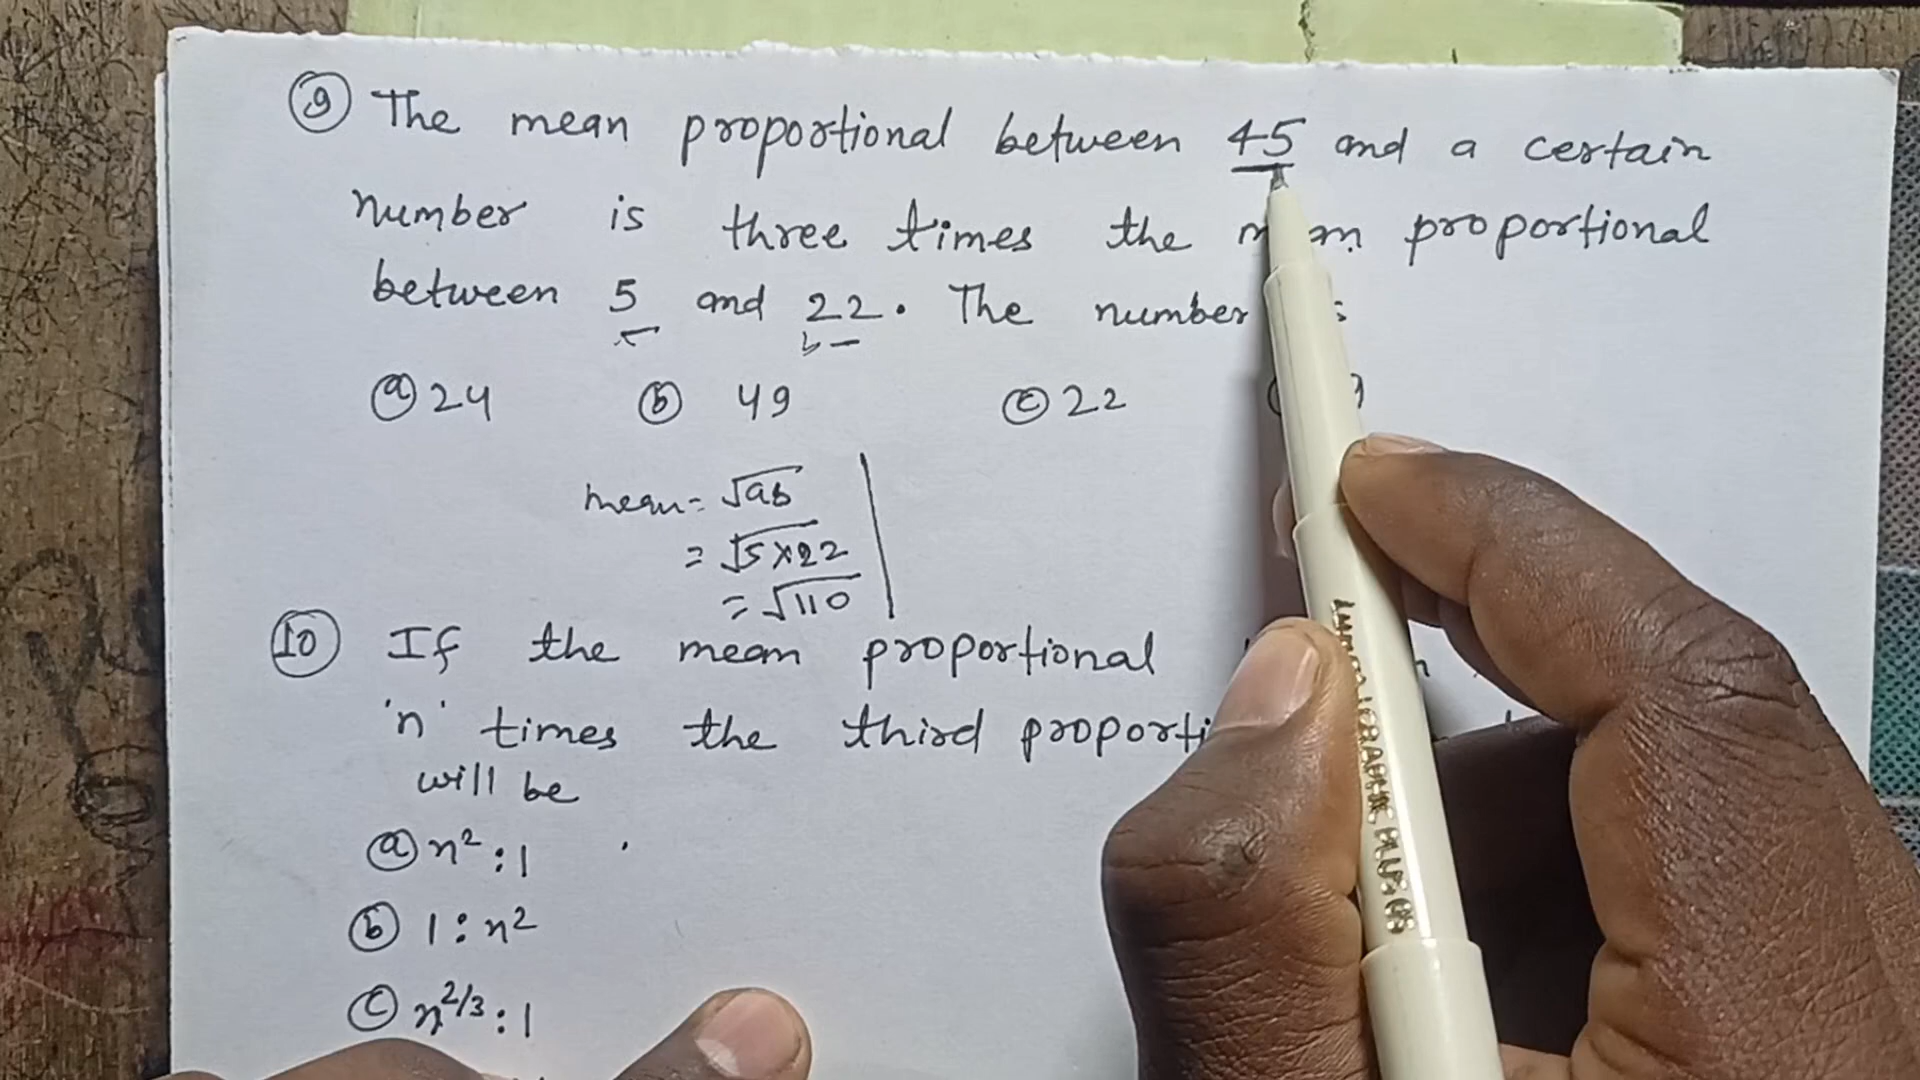 9 The mean proportional between 45 and a certain
number is three times the mean proportional
between 5 and 22. The number
a 24 b 49 c 22
mean = √ab
= √5×22
= √110
10 If the mean proportional
'n' times the third
will be
a n²:1
b 1:n²
c n^2/3:1